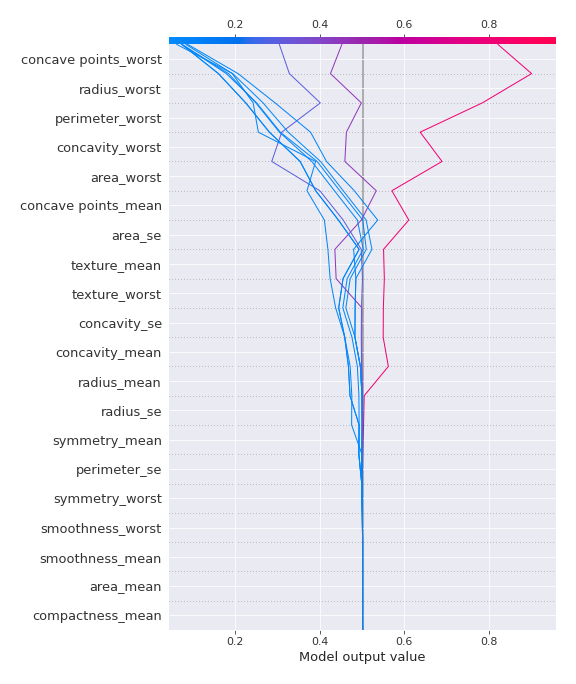 0.2 0.4 0.6 0.8
concave points_worst
radius_worst
perimeter_worst
concavity_worst
area_worst
concave points_mean
area_se
texture_mean
texture_worst
concavity_se
concavity_mean
radius_mean
radius_se
symmetry_mean
perimeter_se
symmetry_worst
smoothness_worst
smoothness_mean
area_mean
compactness_mean
0.2 0.4 0.6 0.8
Model output value